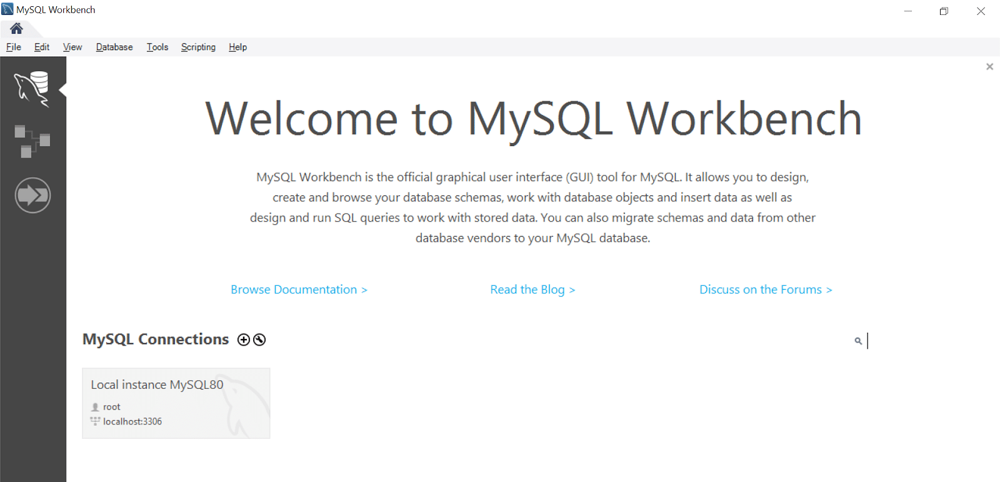 MySQL Workbench
File Edit View Database Tools Scripting Help
Welcome to MySQL Workbench
MySQL Workbench is the official graphical user interface (GUI) tool for MySQL. It allows you to design,
create and browse your database schemas, work with database objects and insert data as well as
design and run SQL queries to work with stored data. You can also migrate schemas and data from other
database vendors to your MySQL database.
Browse Documentation > Read the Blog > Discuss on the Forums >
MySQL Connections
Local instance MySQL80
root
localhost:3306